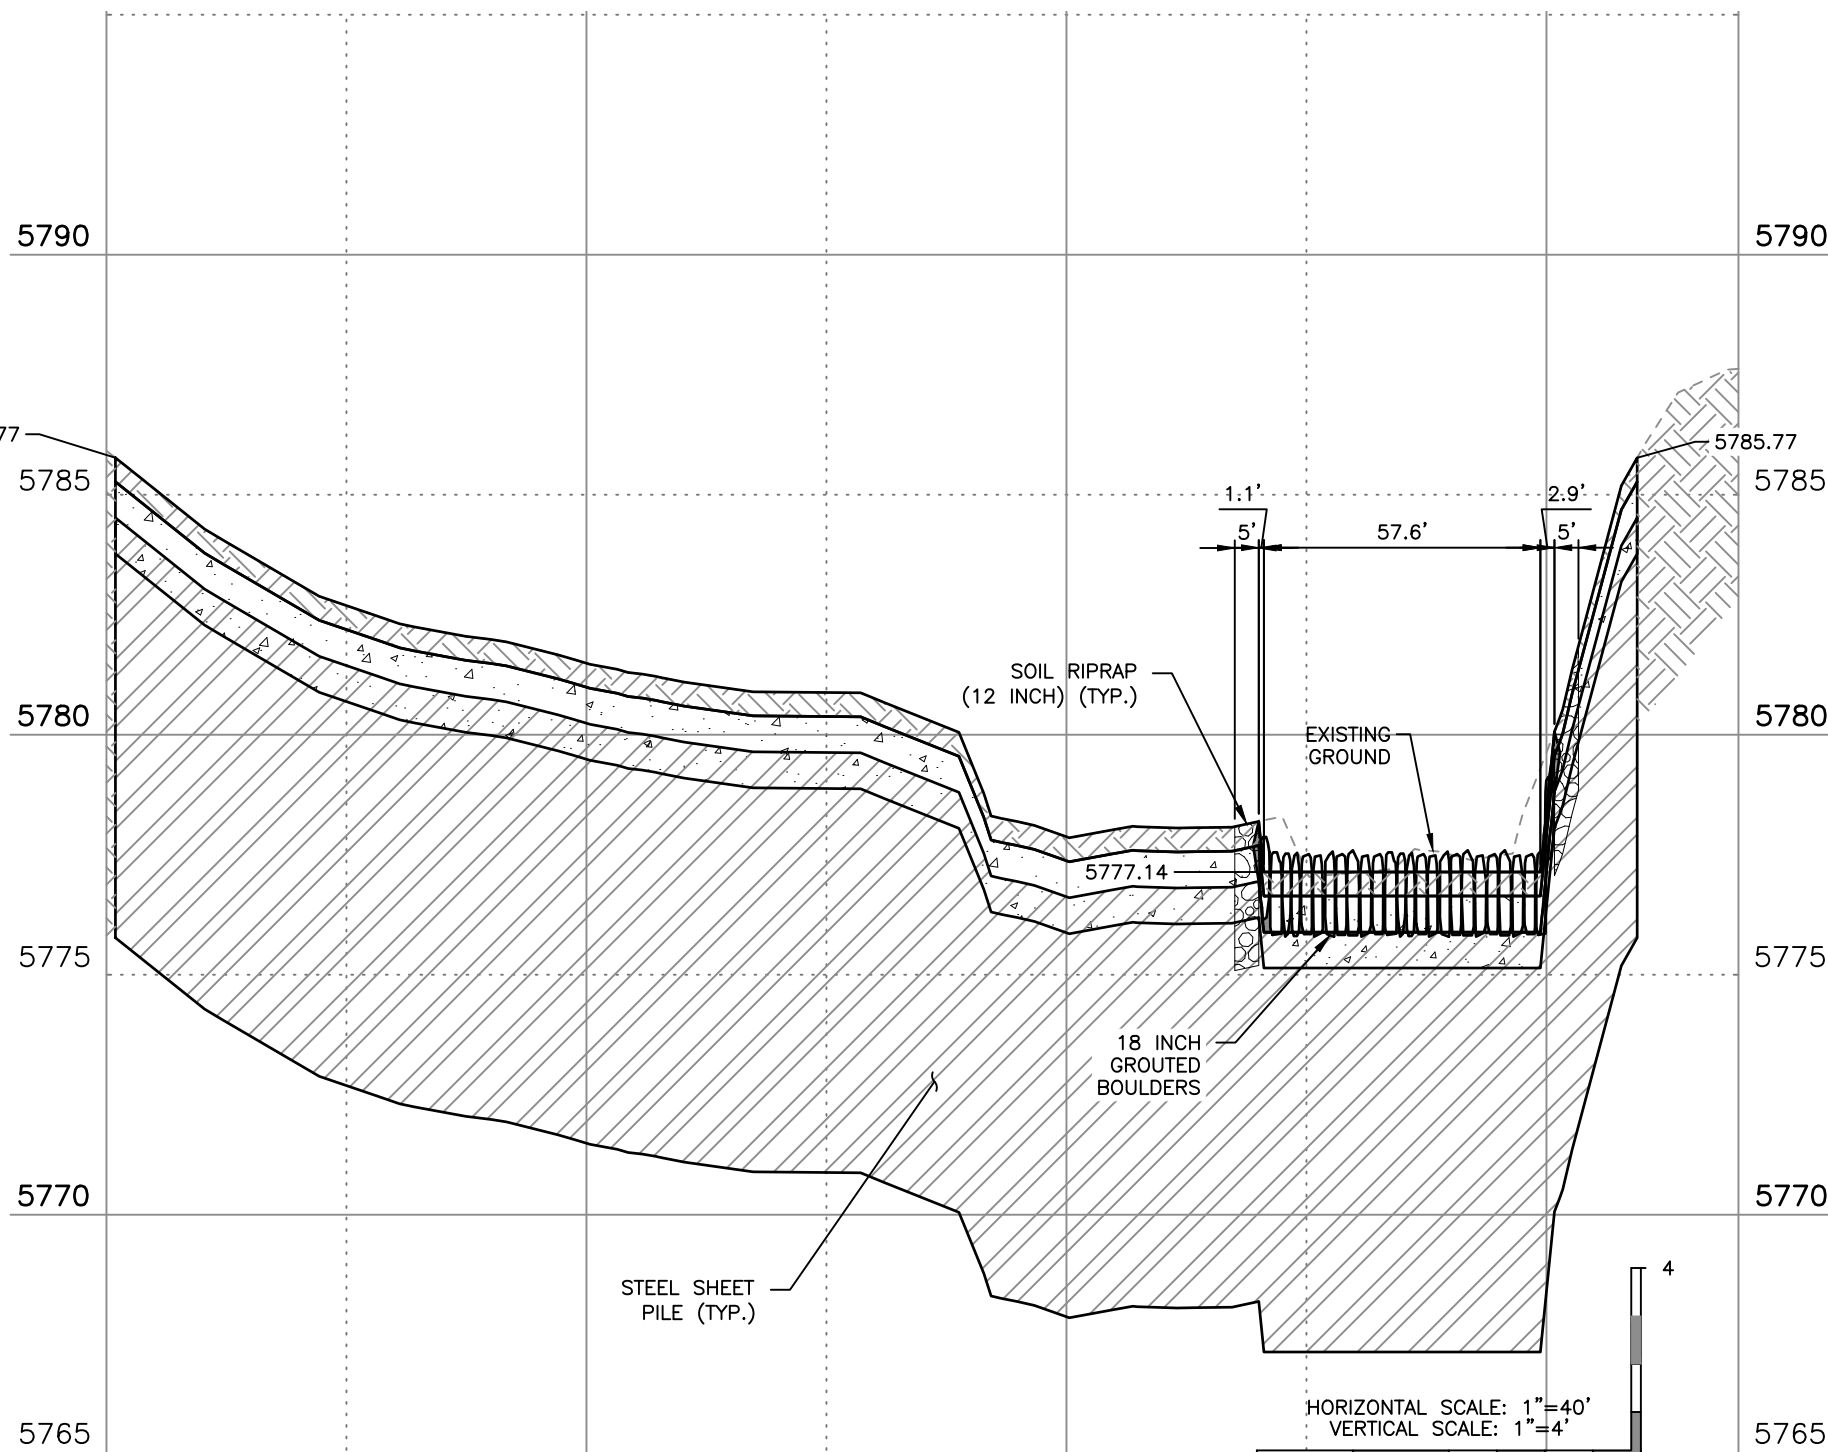 5790
5790
77
5785.77
5785
5785
1.1'
2.9'
5'
57.6'
5'
SOIL RIPRAP
(12 INCH) (TYP.)
5780
5780
EXISTING
GROUND
5777.14
5775
5775
18 INCH
GROUTED
BOULDERS
5770
5770
STEEL SHEET
PILE (TYP.)
4
HORIZONTAL SCALE: 1"=40'
VERTICAL SCALE: 1"=4'
5765
5765